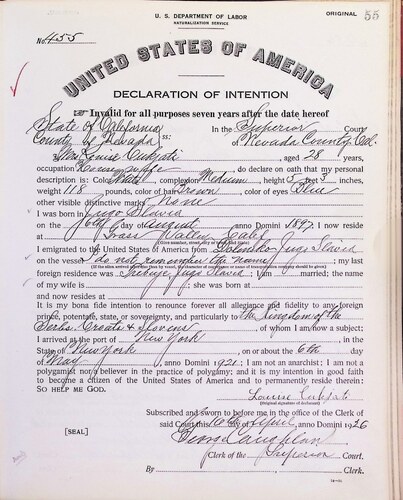 U. S. DEPARTMENT OF LABOR
NATURALIZATION SERVICE
ORIGINAL 55
No. 455
UNITED STATES OF AMERICA
DECLARATION OF INTENTION
Invalid for all purposes seven years after the date hereof
State of California
County of Nevada ss: In the Superior Court of Nevada County, Cal.
I, Mrs Louise , aged 28 years,
occupation Housewife, do declare on oath that my personal
description is: Color White, complexion Medium, height 5 feet 3 inches,
weight 118 pounds, color of hair Brown, color of eyes Blue
other visible distinctive marks None
I was born in Jugo Slavia
on the day of August, anno Domini 1897; I now reside
at Grass Valley Calif.
I emigrated to the United States of America from Jugo Slavia
on the vessel I do not remember the name; my last
foreign residence was Jugo Slavia; I am married; the name
of my wife is ; she was born at
and now resides at
It is my bona fide intention to renounce forever all allegiance and fidelity to any foreign
prince, potentate, state, or sovereignty, and particularly to the Kingdom of the
Serbs Croats & Slovens, of whom I am now a subject;
I arrived at the port of New York, in the
State of New York, on or about the 6th day
of May, anno Domini 1921; I am not an anarchist; I am not a
polygamist nor a believer in the practice of polygamy; and it is my intention in good faith
to become a citizen of the United States of America and to permanently reside therein:
SO HELP ME GOD.
Louise
(Original signature of declarant)
Subscribed and sworn to before me in the office of the Clerk of
said Court this 16th day of April, anno Domini 1926
[SEAL]
Clerk of the Superior Court.
By , Clerk.